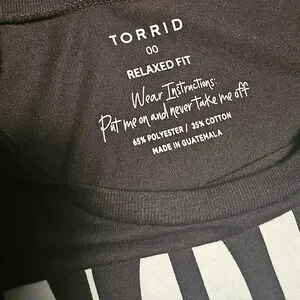 TORRID
00
RELAXED FIT
Wear Instructions:
Put me on and never take me off
65% POLYESTER / 35% COTTON
MADE IN GUATEMALA